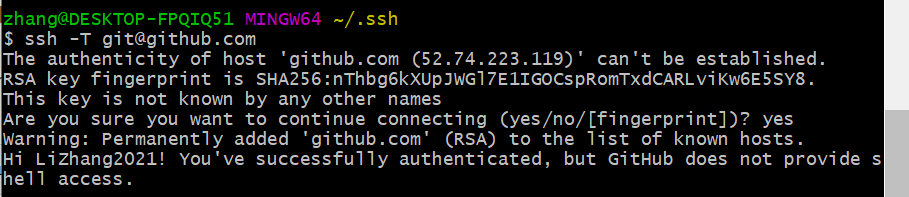 zhang@DESKTOP-FPQIQ51 MINGW64 ~/.ssh
$ ssh -T git@github.com
The authenticity of host 'github.com (52.74.223.119)' can't be established.
RSA key fingerprint is SHA256:nThbg6kXUpJWGl7E1IGOCspRomTxdCARLviKw6E5SY8.
This key is not known by any other names
Are you sure you want to continue connecting (yes/no/[fingerprint])? yes
Warning: Permanently added 'github.com' (RSA) to the list of known hosts.
Hi LiZhang2021! You've successfully authenticated, but GitHub does not provide s
hell access.